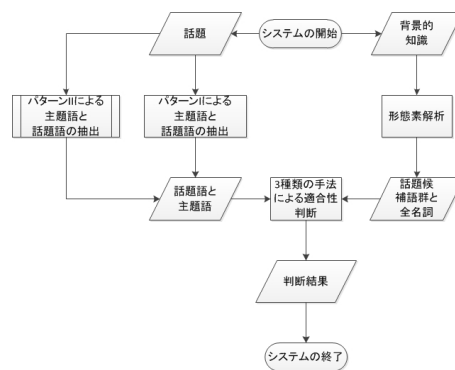 話題
システムの開始
背景的
知識
パターンIIによる
主題語と
話題語の抽出
パターンIによる
主題語と
話題語の抽出
形態素解析
話題語と
主題語
3種類の手法
による適合性
判断
話題候
補語群と
全名詞
判断結果
システムの終了